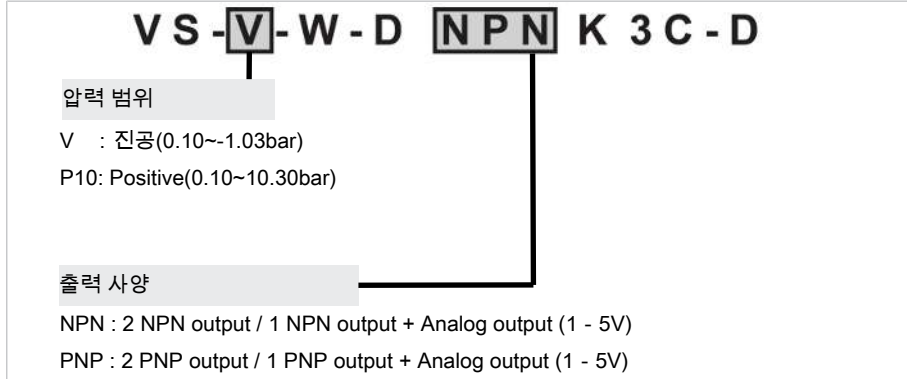 VS-V-W-D NPN K 3C-D
압력 범위
V : 진공(0.10~-1.03bar)
P10: Positive(0.10~10.30bar)
출력 사양
NPN : 2 NPN output / 1 NPN output + Analog output (1 - 5V)
PNP : 2 PNP output / 1 PNP output + Analog output (1 - 5V)